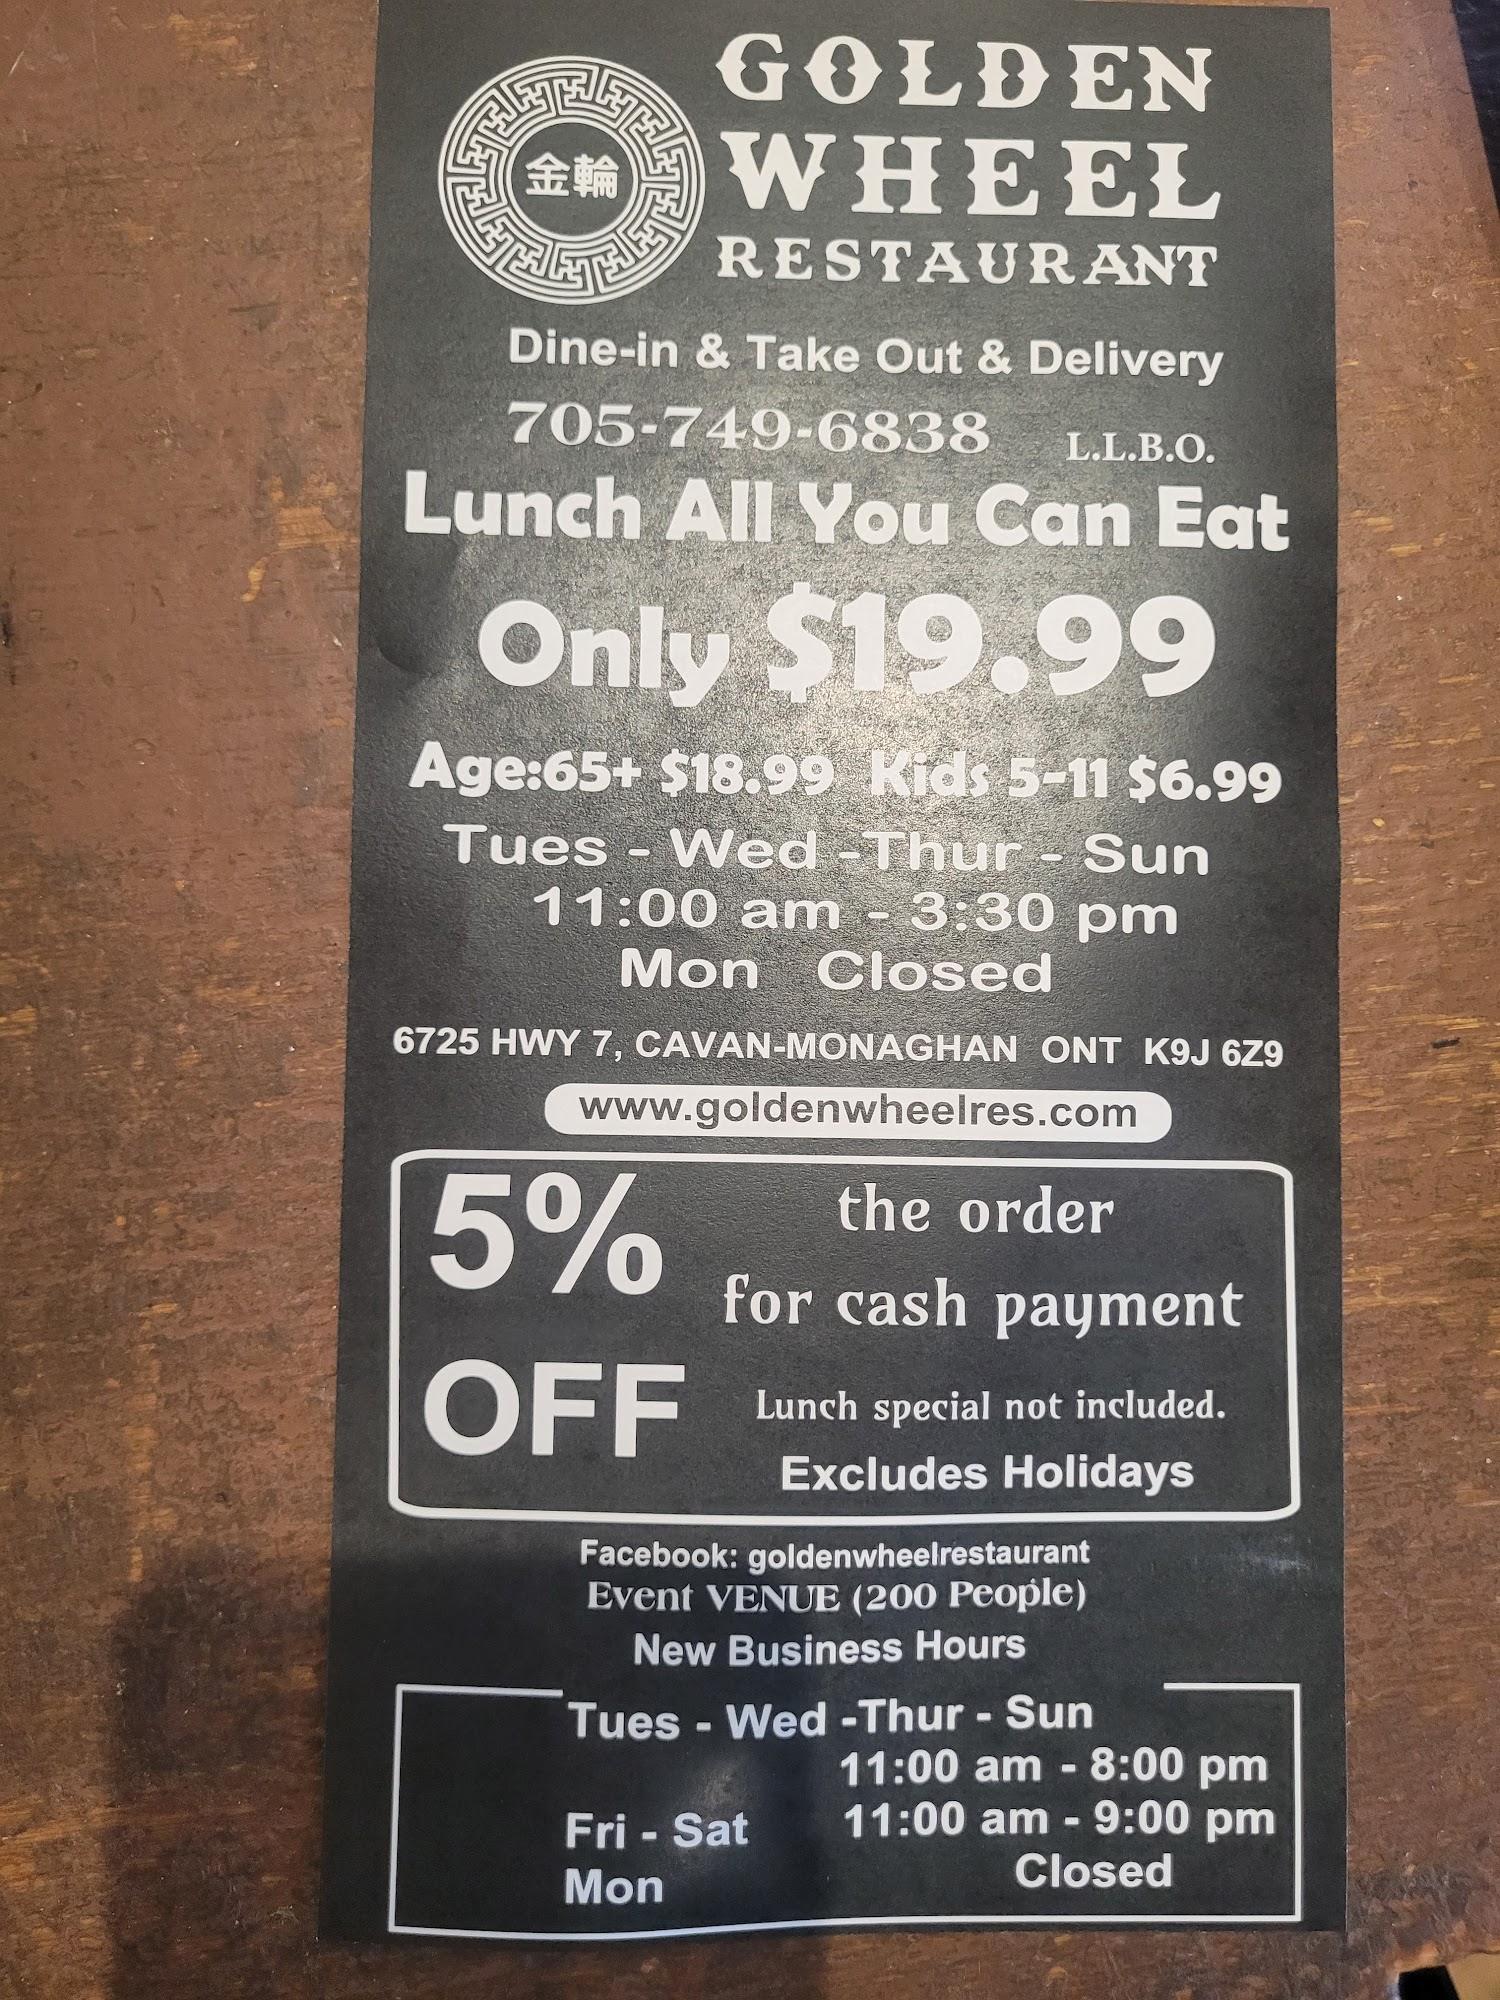 GOLDEN
WHEEL
RESTAURANT
金輪
Dine-in & Take Out & Delivery
705-749-6838 L.L.B.O.
Lunch All You Can Eat
Only $19.99
Age:65+ $18.99 Kids 5-11 $6.99
Tues - Wed -Thur - Sun
11:00 am - 3:30 pm
Mon Closed
6725 HWY 7, CAVAN-MONAGHAN ONT K9J 6Z9
www.goldenwheelres.com
5% OFF
the order
for cash payment
Lunch special not included.
Excludes Holidays
Facebook: goldenwheelrestaurant
Event VENUE (200 People)
New Business Hours
Tues - Wed -Thur - Sun
11:00 am - 8:00 pm
Fri - Sat 11:00 am - 9:00 pm
Mon Closed